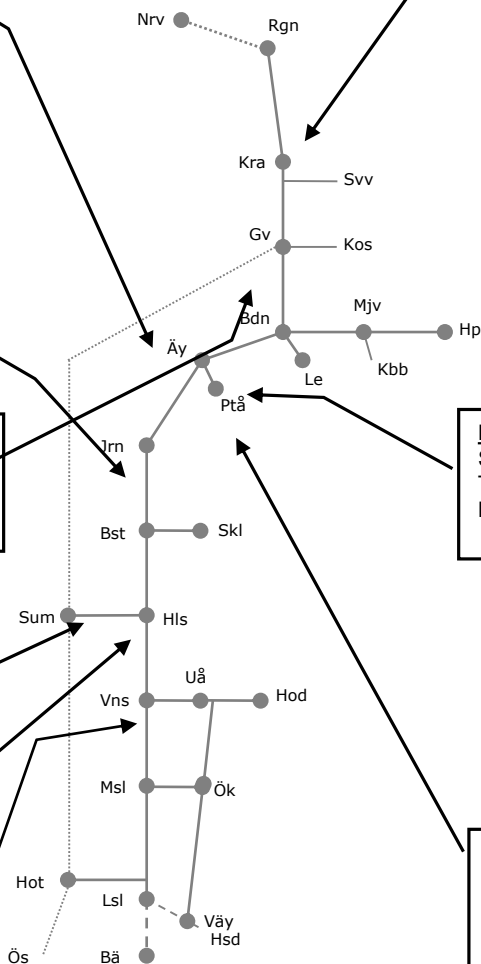 Nrv
Rgn
Kra
Svv
Gv
Kos
Mjv
Bdn
Hp
Äy
Kbb
Le
Ptå
Jrn
Bst
Skl
Sum
Hls
Uå
Vns
Hod
Msl
Ök
Hot
Lsl
Väy
Hsd
Ös
Bä